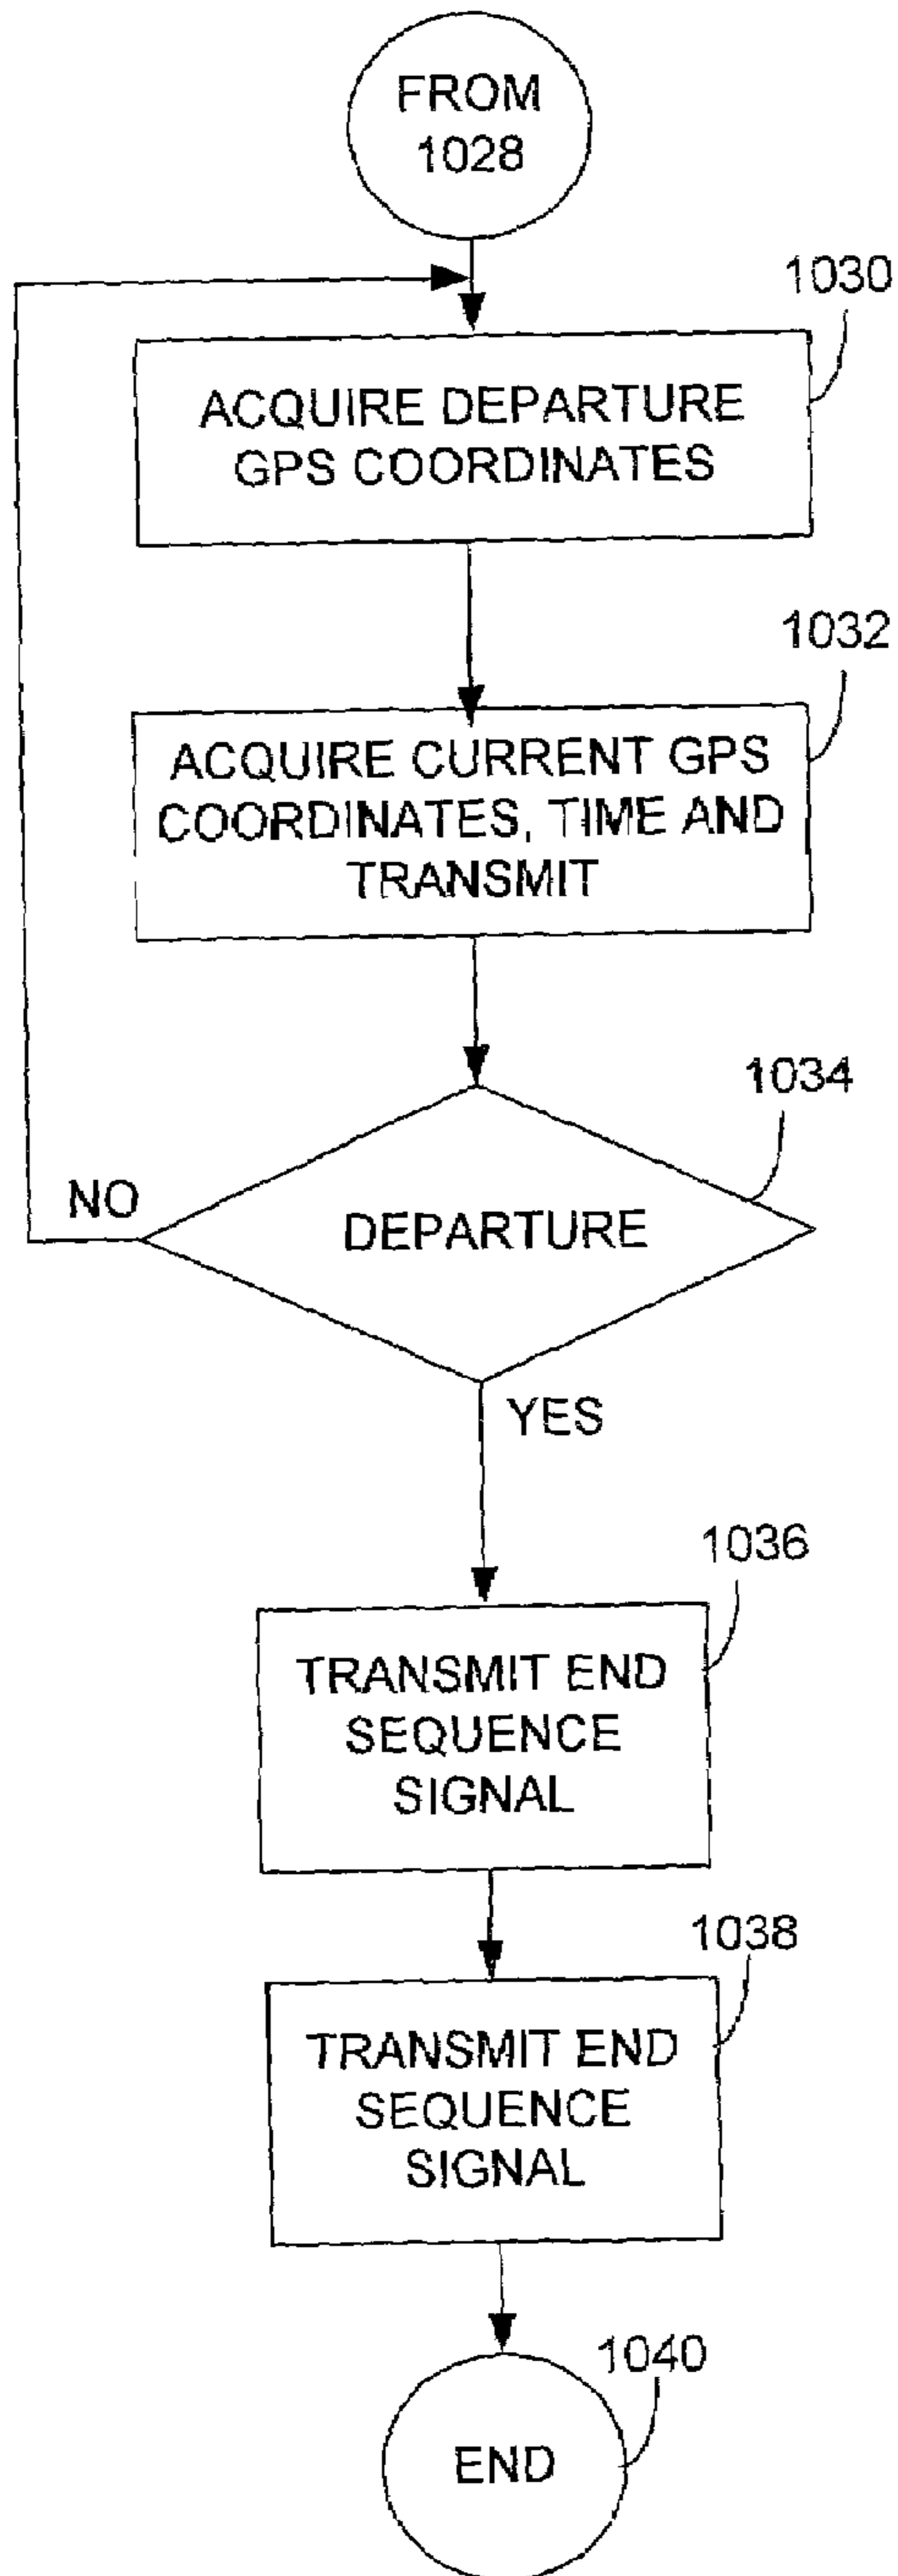 FROM
1028
1030
ACQUIRE DEPARTURE
GPS COORDINATES
1032
ACQUIRE CURRENT GPS
COORDINATES, TIME AND
TRANSMIT
1034
DEPARTURE
NO
YES
1036
TRANSMIT END
SEQUENCE
SIGNAL
1038
TRANSMIT END
SEQUENCE
SIGNAL
1040
END